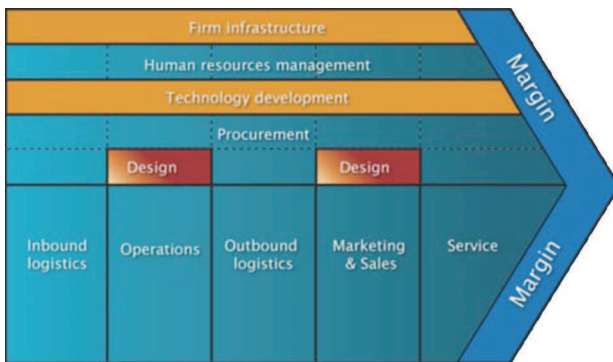 Firm infrastructure
Human resources management
Technology development
Procurement
Design
Design
Inbound
logistics
Operations
Outbound
logistics
Marketing
& Sales
Service
Margin
Margin